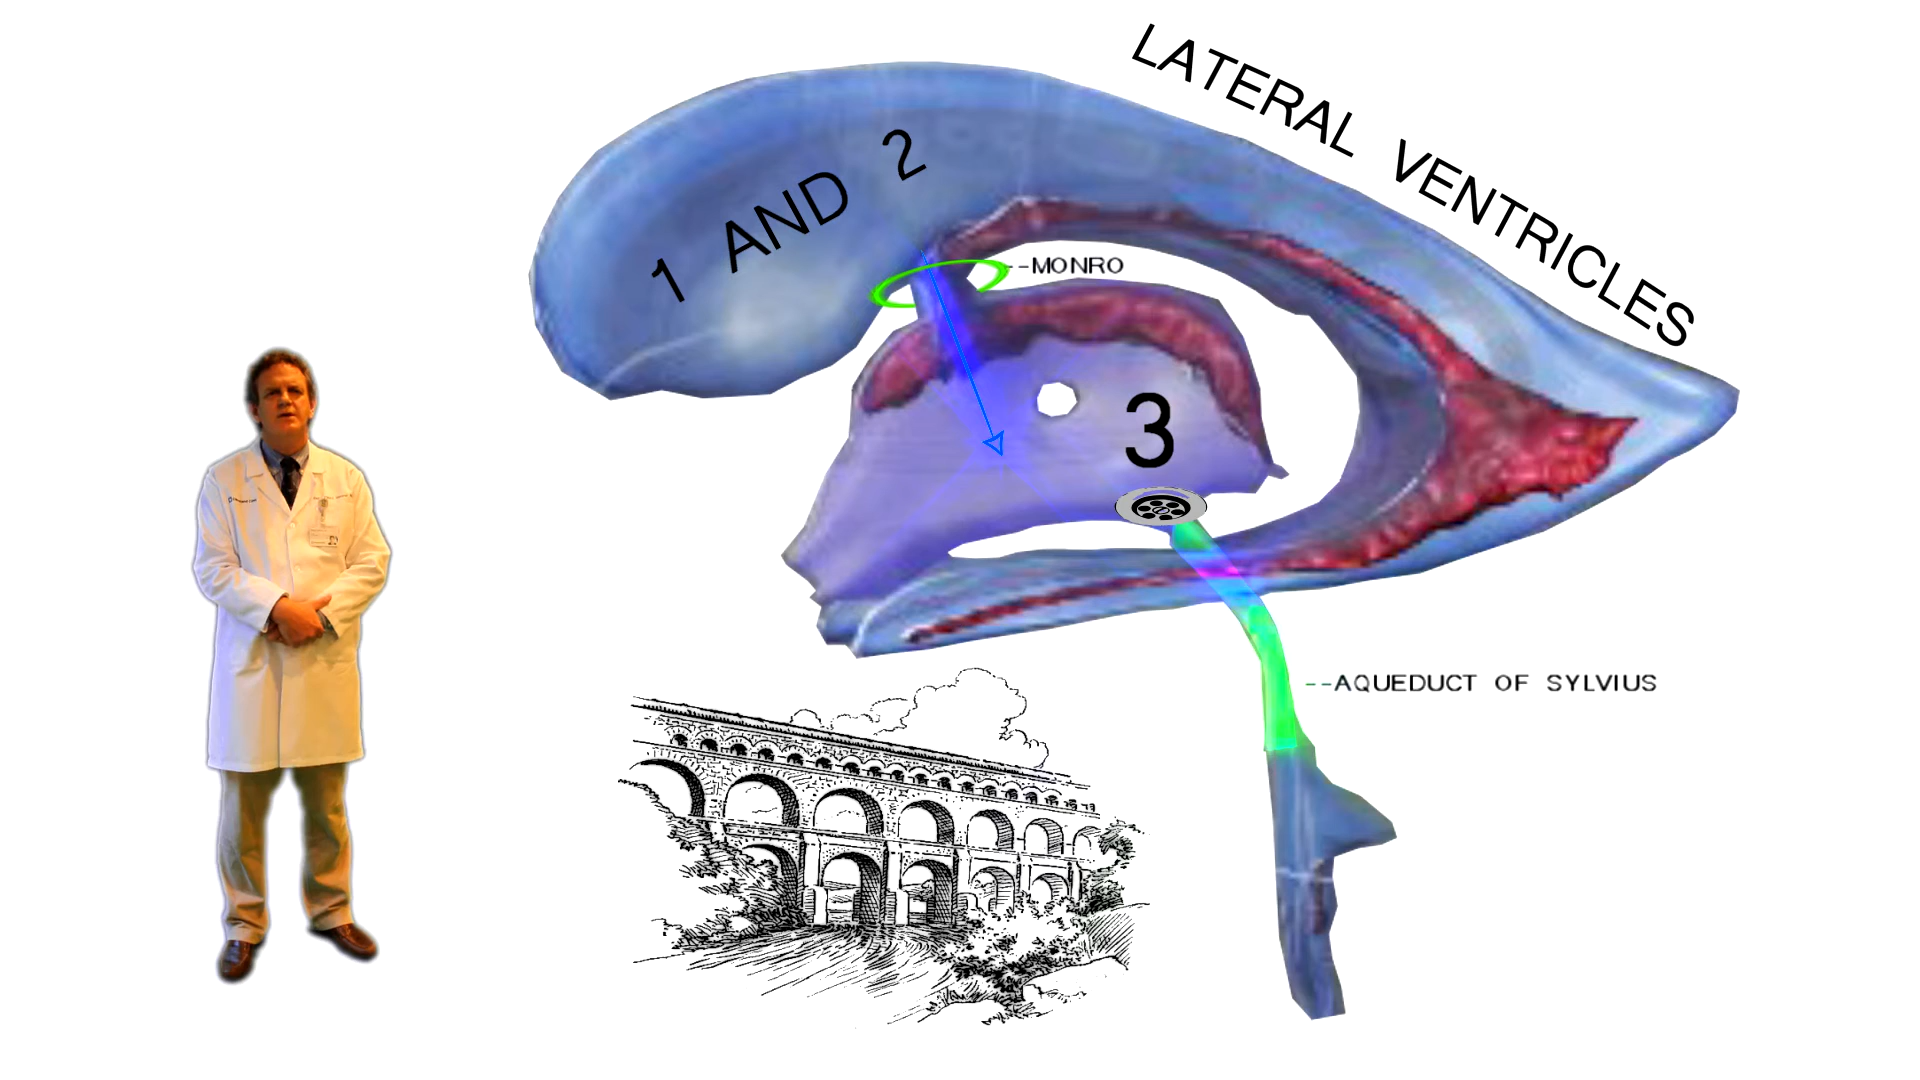 LATERAL VENTRICLES
1 AND 2
--MONRO
3
--AQUEDUCT OF SYLVIUS